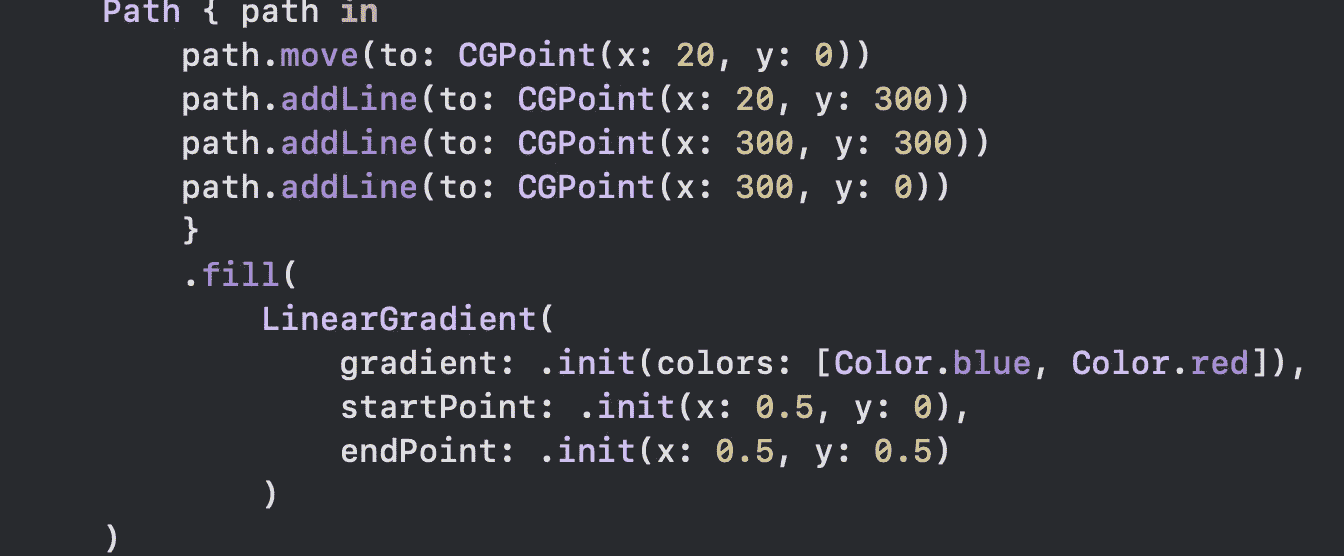 Path { path in
path.move(to: CGPoint(x: 20, y: 0))
path.addLine(to: CGPoint(x: 20, y: 300))
path.addLine(to: CGPoint(x: 300, y: 300))
path.addLine(to: CGPoint(x: 300, y: 0))
}
.fill(
LinearGradient(
gradient: .init(colors: [Color.blue, Color.red]),
startPoint: .init(x: 0.5, y: 0),
endPoint: .init(x: 0.5, y: 0.5)
)
)